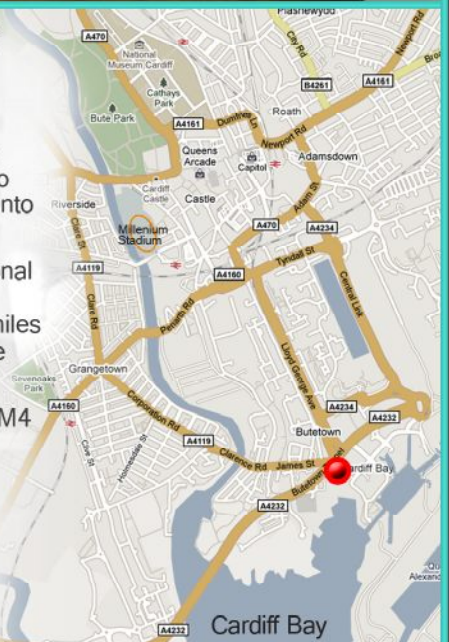 Plasnewydd
A470
National
Museum Cardiff
City Rd
Newport Rd
Cathays
Park
B4261
A4161
Bute Park
Roath
A4161
Dumfries Ln
Newport Rd
Queens
Arcade
Capitol
Adamsdown
o
nto
Riverside
Cardiff
Castle
Castle
Adam St
Clare St
Millenium
Stadium
A470
A4234
onal
A4119
A4160
Tyndall St
Central Link
Clare Rd
Penarth Rd
miles
e
Lloyd George Ave
Sevenoaks
Park
Grangetown
M4
A4160
Corporation Rd
Butetown
A4234
A4232
Clive St
Holmesdale St
A4119
Clarence Rd
James St
Cardiff Bay
Butetown
A4232
A4232
Cardiff Bay